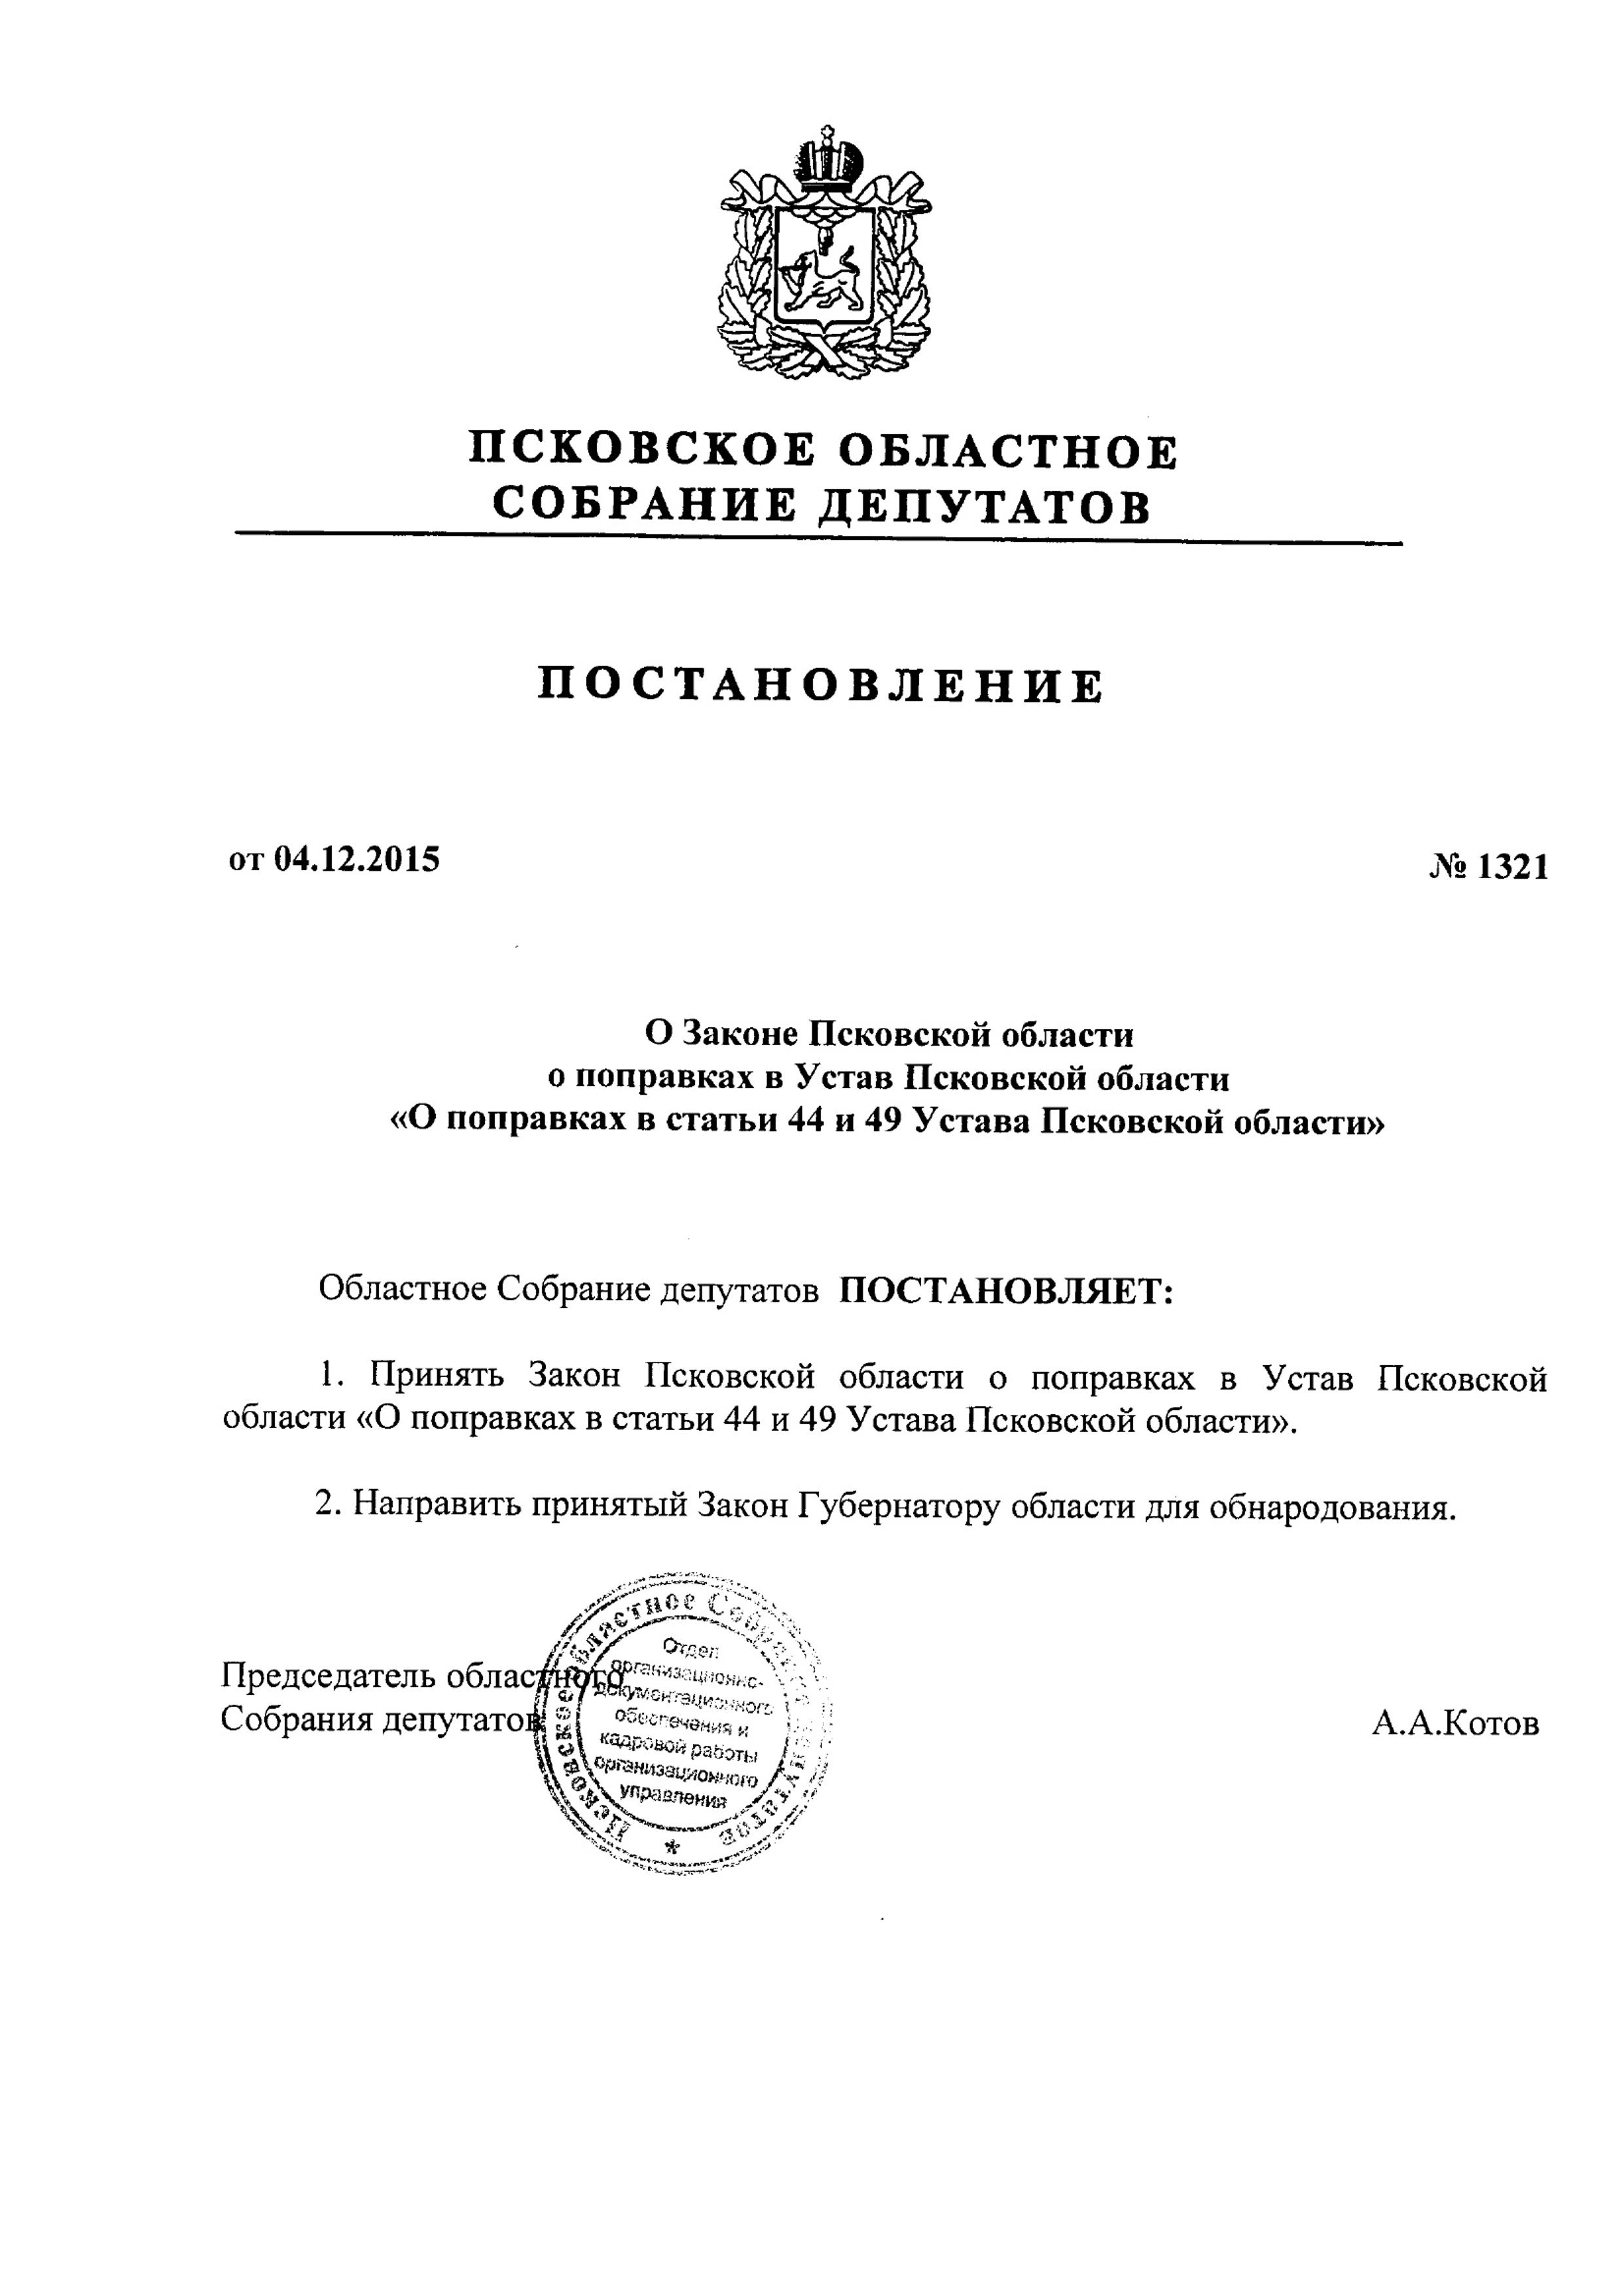 ПСКОВСКОЕ ОБЛАСТНОЕ
СОБРАНИЕ ДЕПУТАТОВ
ПОСТАНОВЛЕНИЕ
от 04.12.2015
№ 1321
О Законе Псковской области
о поправках в Устав Псковской области
«О поправках в статьи 44 и 49 Устава Псковской области»
Областное Собрание депутатов ПОСТАНОВЛЯЕТ:
1. Принять Закон Псковской области о поправках в Устав Псковской
области «О поправках в статьи 44 и 49 Устава Псковской области».
2. Направить принятый Закон Губернатору области для обнародования.
Председатель областного
Собрания депутатов
А.А.Котов
Псковское областное Собрание депутатов
Отдел
организационно-
документационного
обеспечения и
кадровой работы
организационного
управления
*